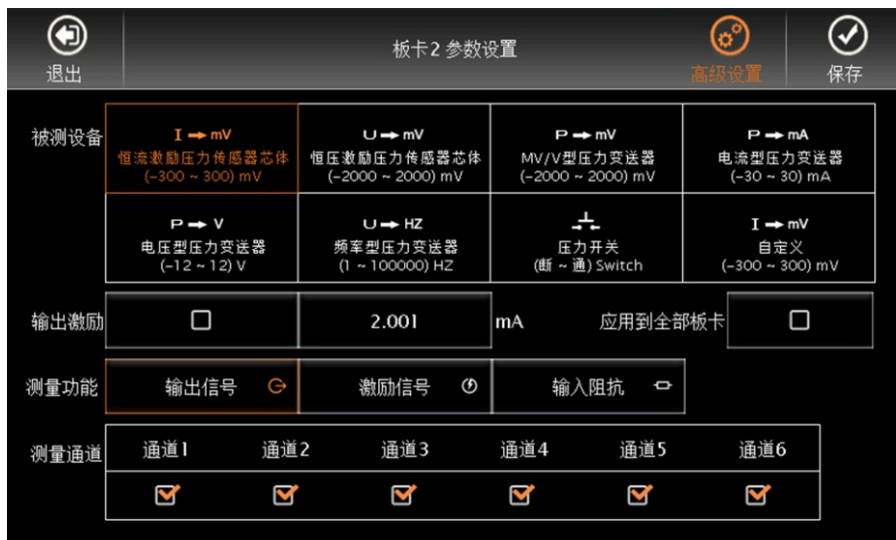 板卡2 参数设置
退出
高级设置
保存
被测设备
I ➡ mV
恒流激励压力传感器芯体
(-300 ~ 300) mV
U ➡ mV
恒压激励压力传感器芯体
(-2000 ~ 2000) mV
P ➡ mV
MV/V型压力变送器
(-2000 ~ 2000) mV
P ➡ mA
电流型压力变送器
(-30 ~ 30) mA
P ➡ V
电压型压力变送器
(-12 ~ 12) V
U ➡ HZ
频率型压力变送器
(1 ~ 100000) HZ
压力开关
(断 ~ 通) Switch
I ➡ mV
自定义
(-300 ~ 300) mV
输出激励
2.001
mA
应用到全部板卡
测量功能
输出信号
激励信号
输入阻抗
测量通道
通道1
通道2
通道3
通道4
通道5
通道6